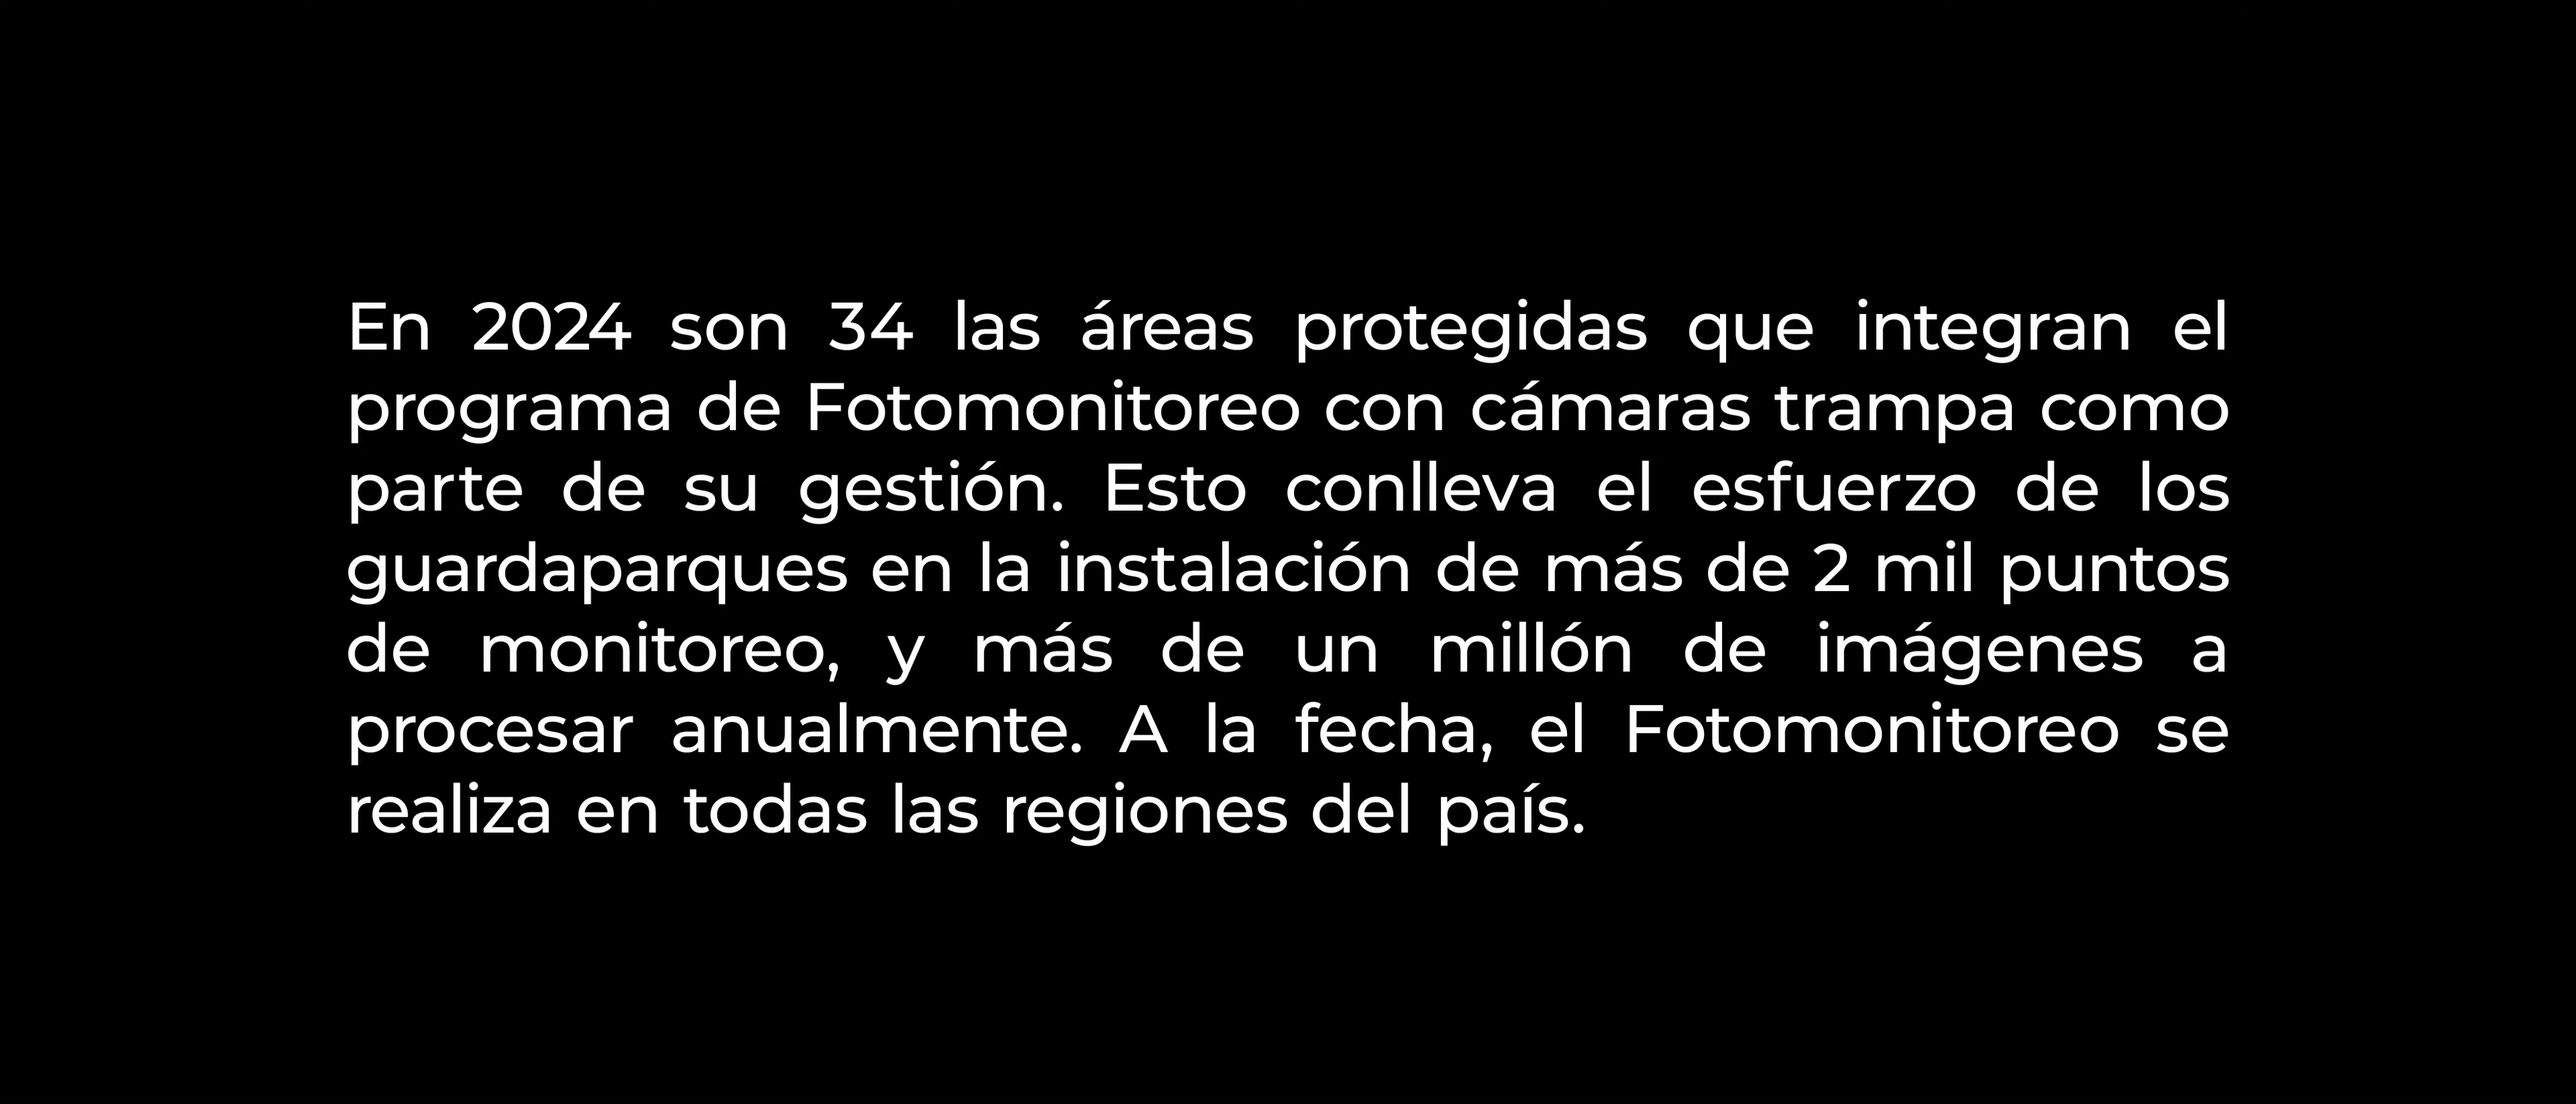 En 2024 son 34 las áreas protegidas que integran el
programa de Fotomonitoreo con cámaras trampa como
parte de su gestión. Esto conlleva el esfuerzo de los
guardaparques en la instalación de más de 2 mil puntos
de monitoreo, y más de un millón de imágenes a
procesar anualmente. A la fecha, el Fotomonitoreo se
realiza en todas las regiones del país.